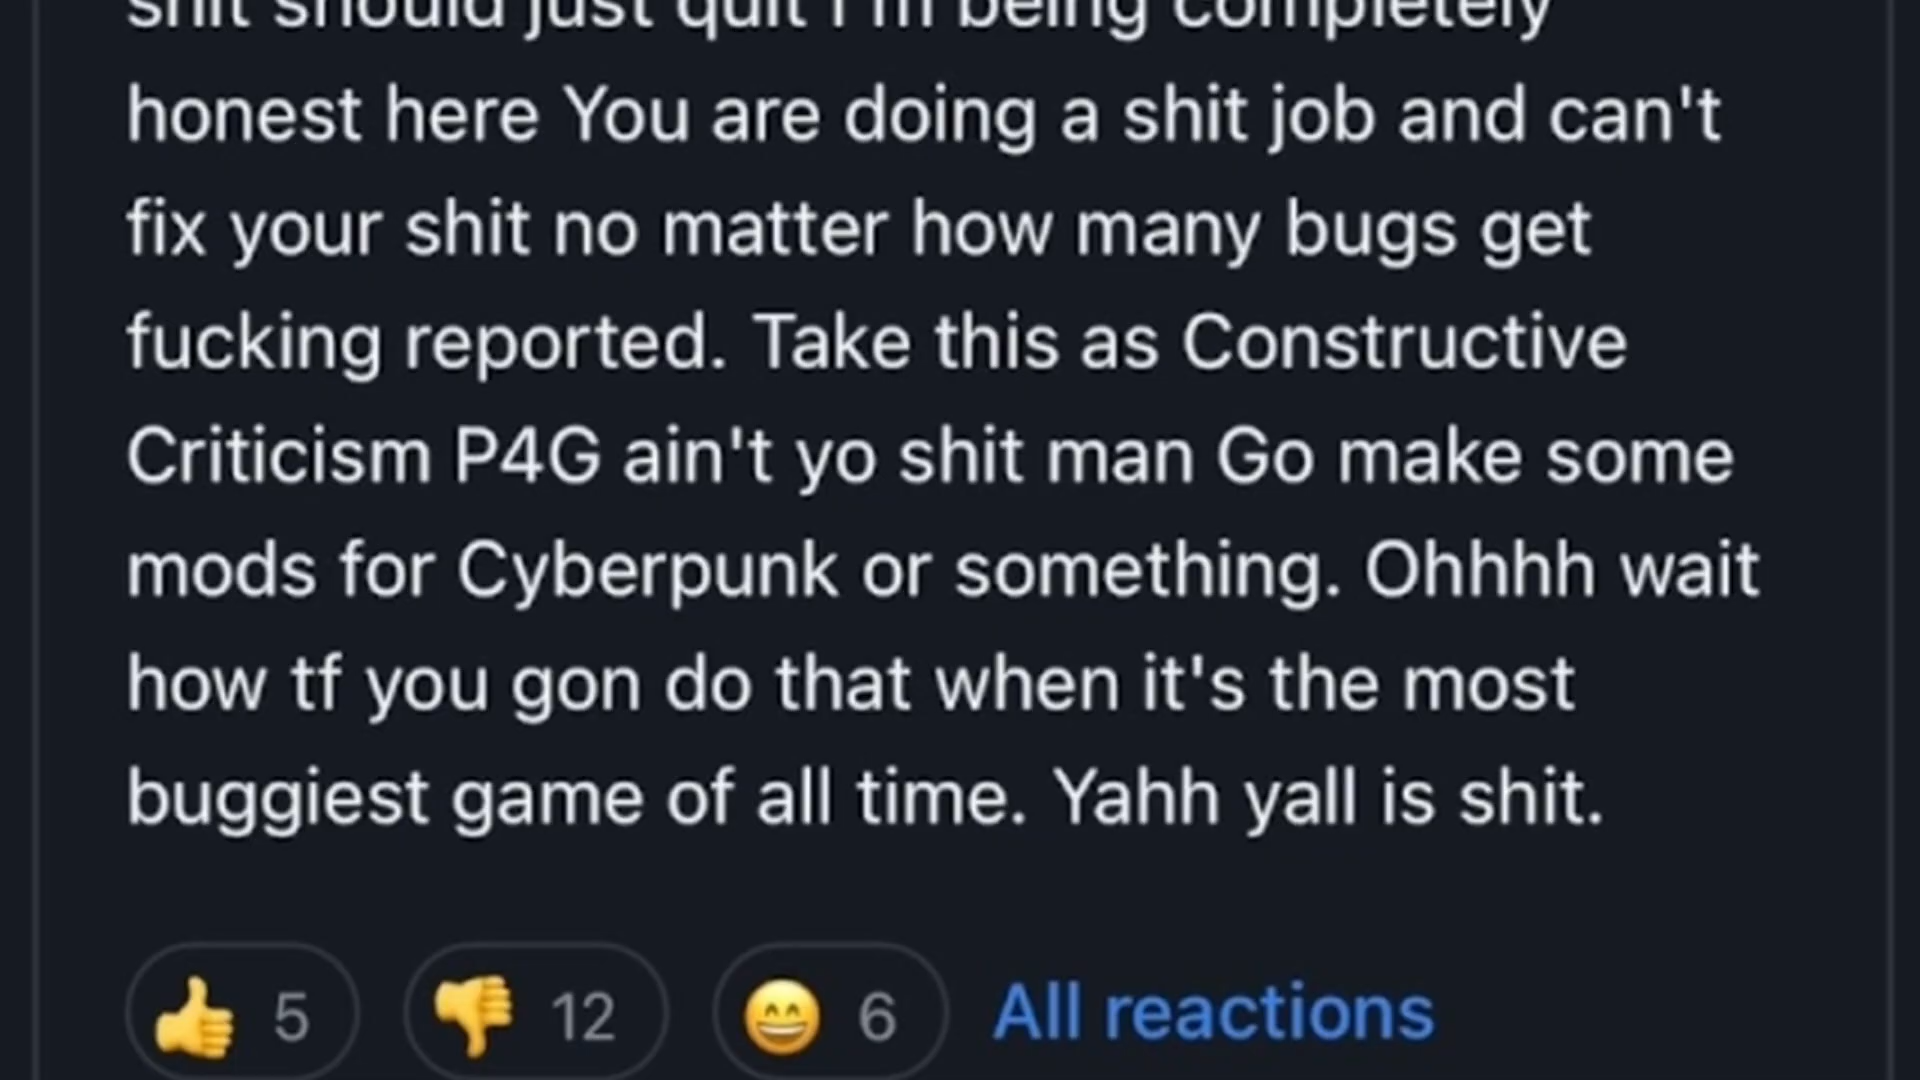 shit should just quit I'm being completely
honest here You are doing a shit job and can't
fix your shit no matter how many bugs get
fucking reported. Take this as Constructive
Criticism P4G ain't yo shit man Go make some
mods for Cyberpunk or something. Ohhhh wait
how tf you gon do that when it's the most
buggiest game of all time. Yahh yall is shit.
👍 5 👎 12 😄 6 All reactions